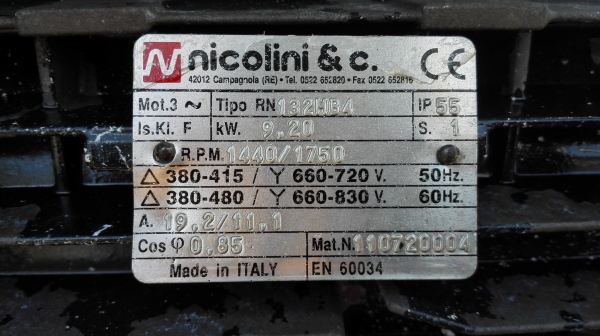 nicolini & c. CE
42012 Campagnola (RE) • Tel. 0522 652820 • Fax 0522 652818
Mot.3 ~ Tipo RN 132MB4 IP 55
Is.Kl. F kW. 9,20 S. 1
R.P.M. 1440/1750
△ 380-415 / Y 660-720 V. 50Hz.
△ 380-480 / Y 660-830 V. 60Hz.
A. 19,2/11,1
Cos φ 0,85 Mat.N. 110720004
Made in ITALY EN 60034